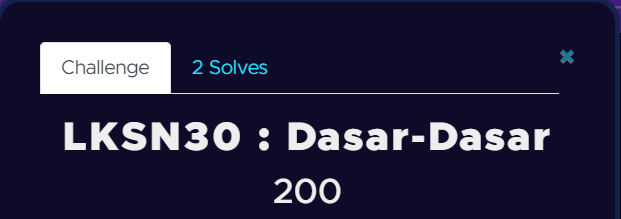 Challenge
2 Solves
✖
LKSN30 : Dasar-Dasar
200